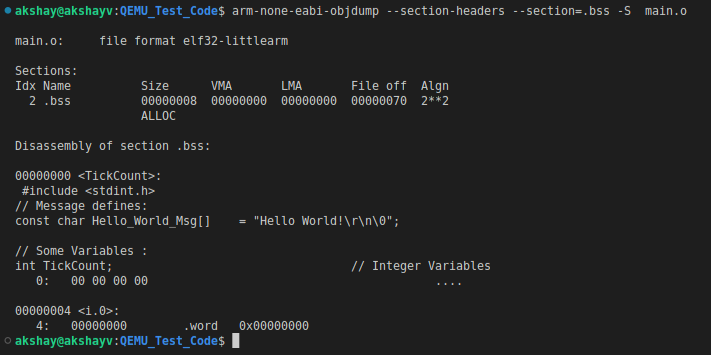 akshay@akshayv:QEMU_Test_Code$ arm-none-eabi-objdump --section-headers --section=.bss -S  main.o

main.o:     file format elf32-littlearm

Sections:
Idx Name          Size      VMA       LMA       File off  Algn
  2 .bss          00000008  00000000  00000000  00000070  2**2
                  ALLOC

Disassembly of section .bss:

00000000 <TickCount>:
 #include <stdint.h>
// Message defines:
const char Hello_World_Msg[]    = "Hello World!\r\n\0";

// Some Variables :
int TickCount;                                  // Integer Variables
   0:   00 00 00 00                                         ....

00000004 <i.0>:
   4:   00000000        .word   0x00000000
akshay@akshayv:QEMU_Test_Code$